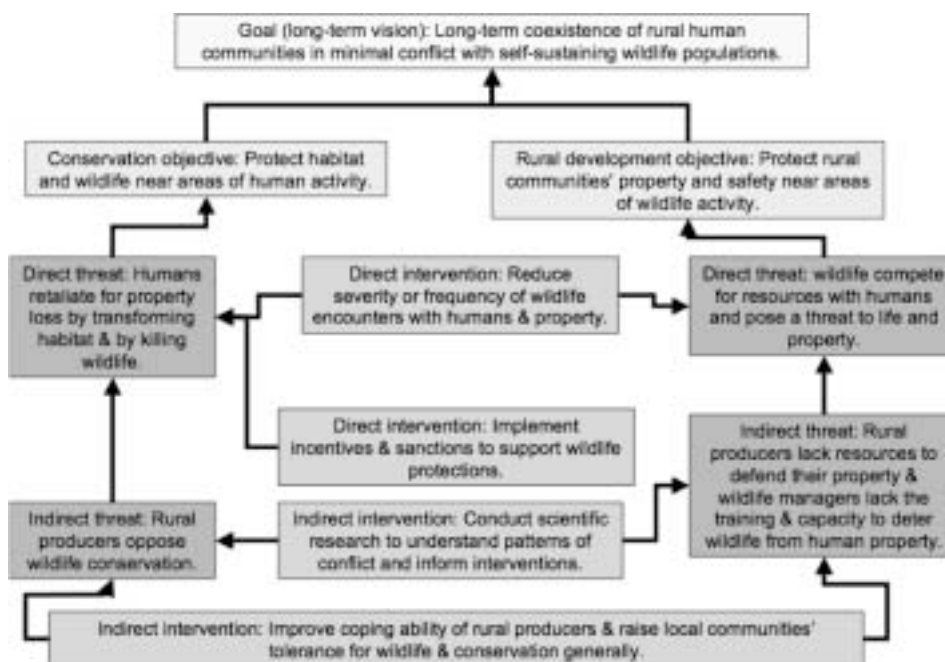 Goal (long-term vision): Long-term coexistence of rural human
communities in minimal conflict with self-sustaining wildlife populations.
Conservation objective: Protect habitat
and wildlife near areas of human activity.
Rural development objective: Protect rural
communities' property and safety near areas
of wildlife activity.
Direct threat: Humans
retaliate for property
loss by transforming
habitat & by killing
wildlife.
Direct intervention: Reduce
severity or frequency of wildlife
encounters with humans & property.
Direct threat: wildlife compete
for resources with humans
and pose a threat to life and
property.
Direct intervention: Implement
incentives & sanctions to support wildlife
protections.
Indirect threat: Rural
producers lack resources to
defend their property &
wildlife managers lack the
training & capacity to deter
wildlife from human property.
Indirect threat: Rural
producers oppose
wildlife conservation.
Indirect intervention: Conduct scientific
research to understand patterns of
conflict and inform interventions.
Indirect intervention: Improve coping ability of rural producers & raise local communities'
tolerance for wildlife & conservation generally.